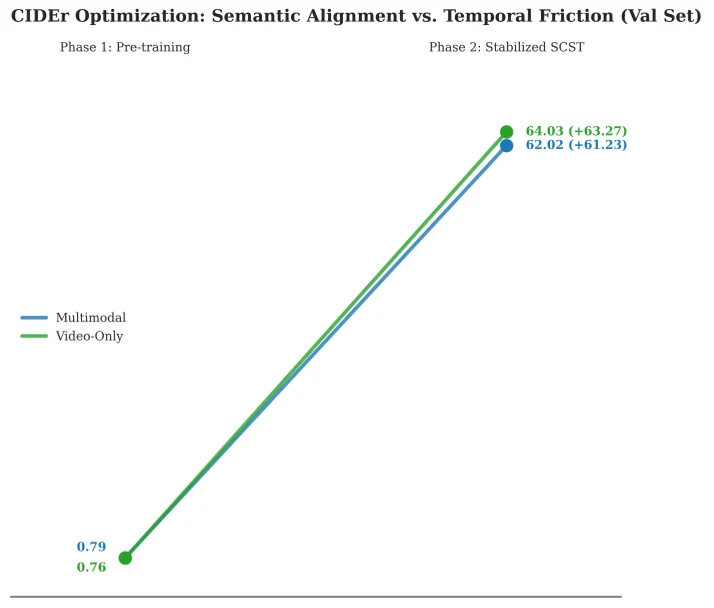 CIDEr Optimization: Semantic Alignment vs. Temporal Friction (Val Set)
Phase 1: Pre-training
Phase 2: Stabilized SCST
64.03 (+63.27)
62.02 (+61.23)
Multimodal
Video-Only
0.79
0.76